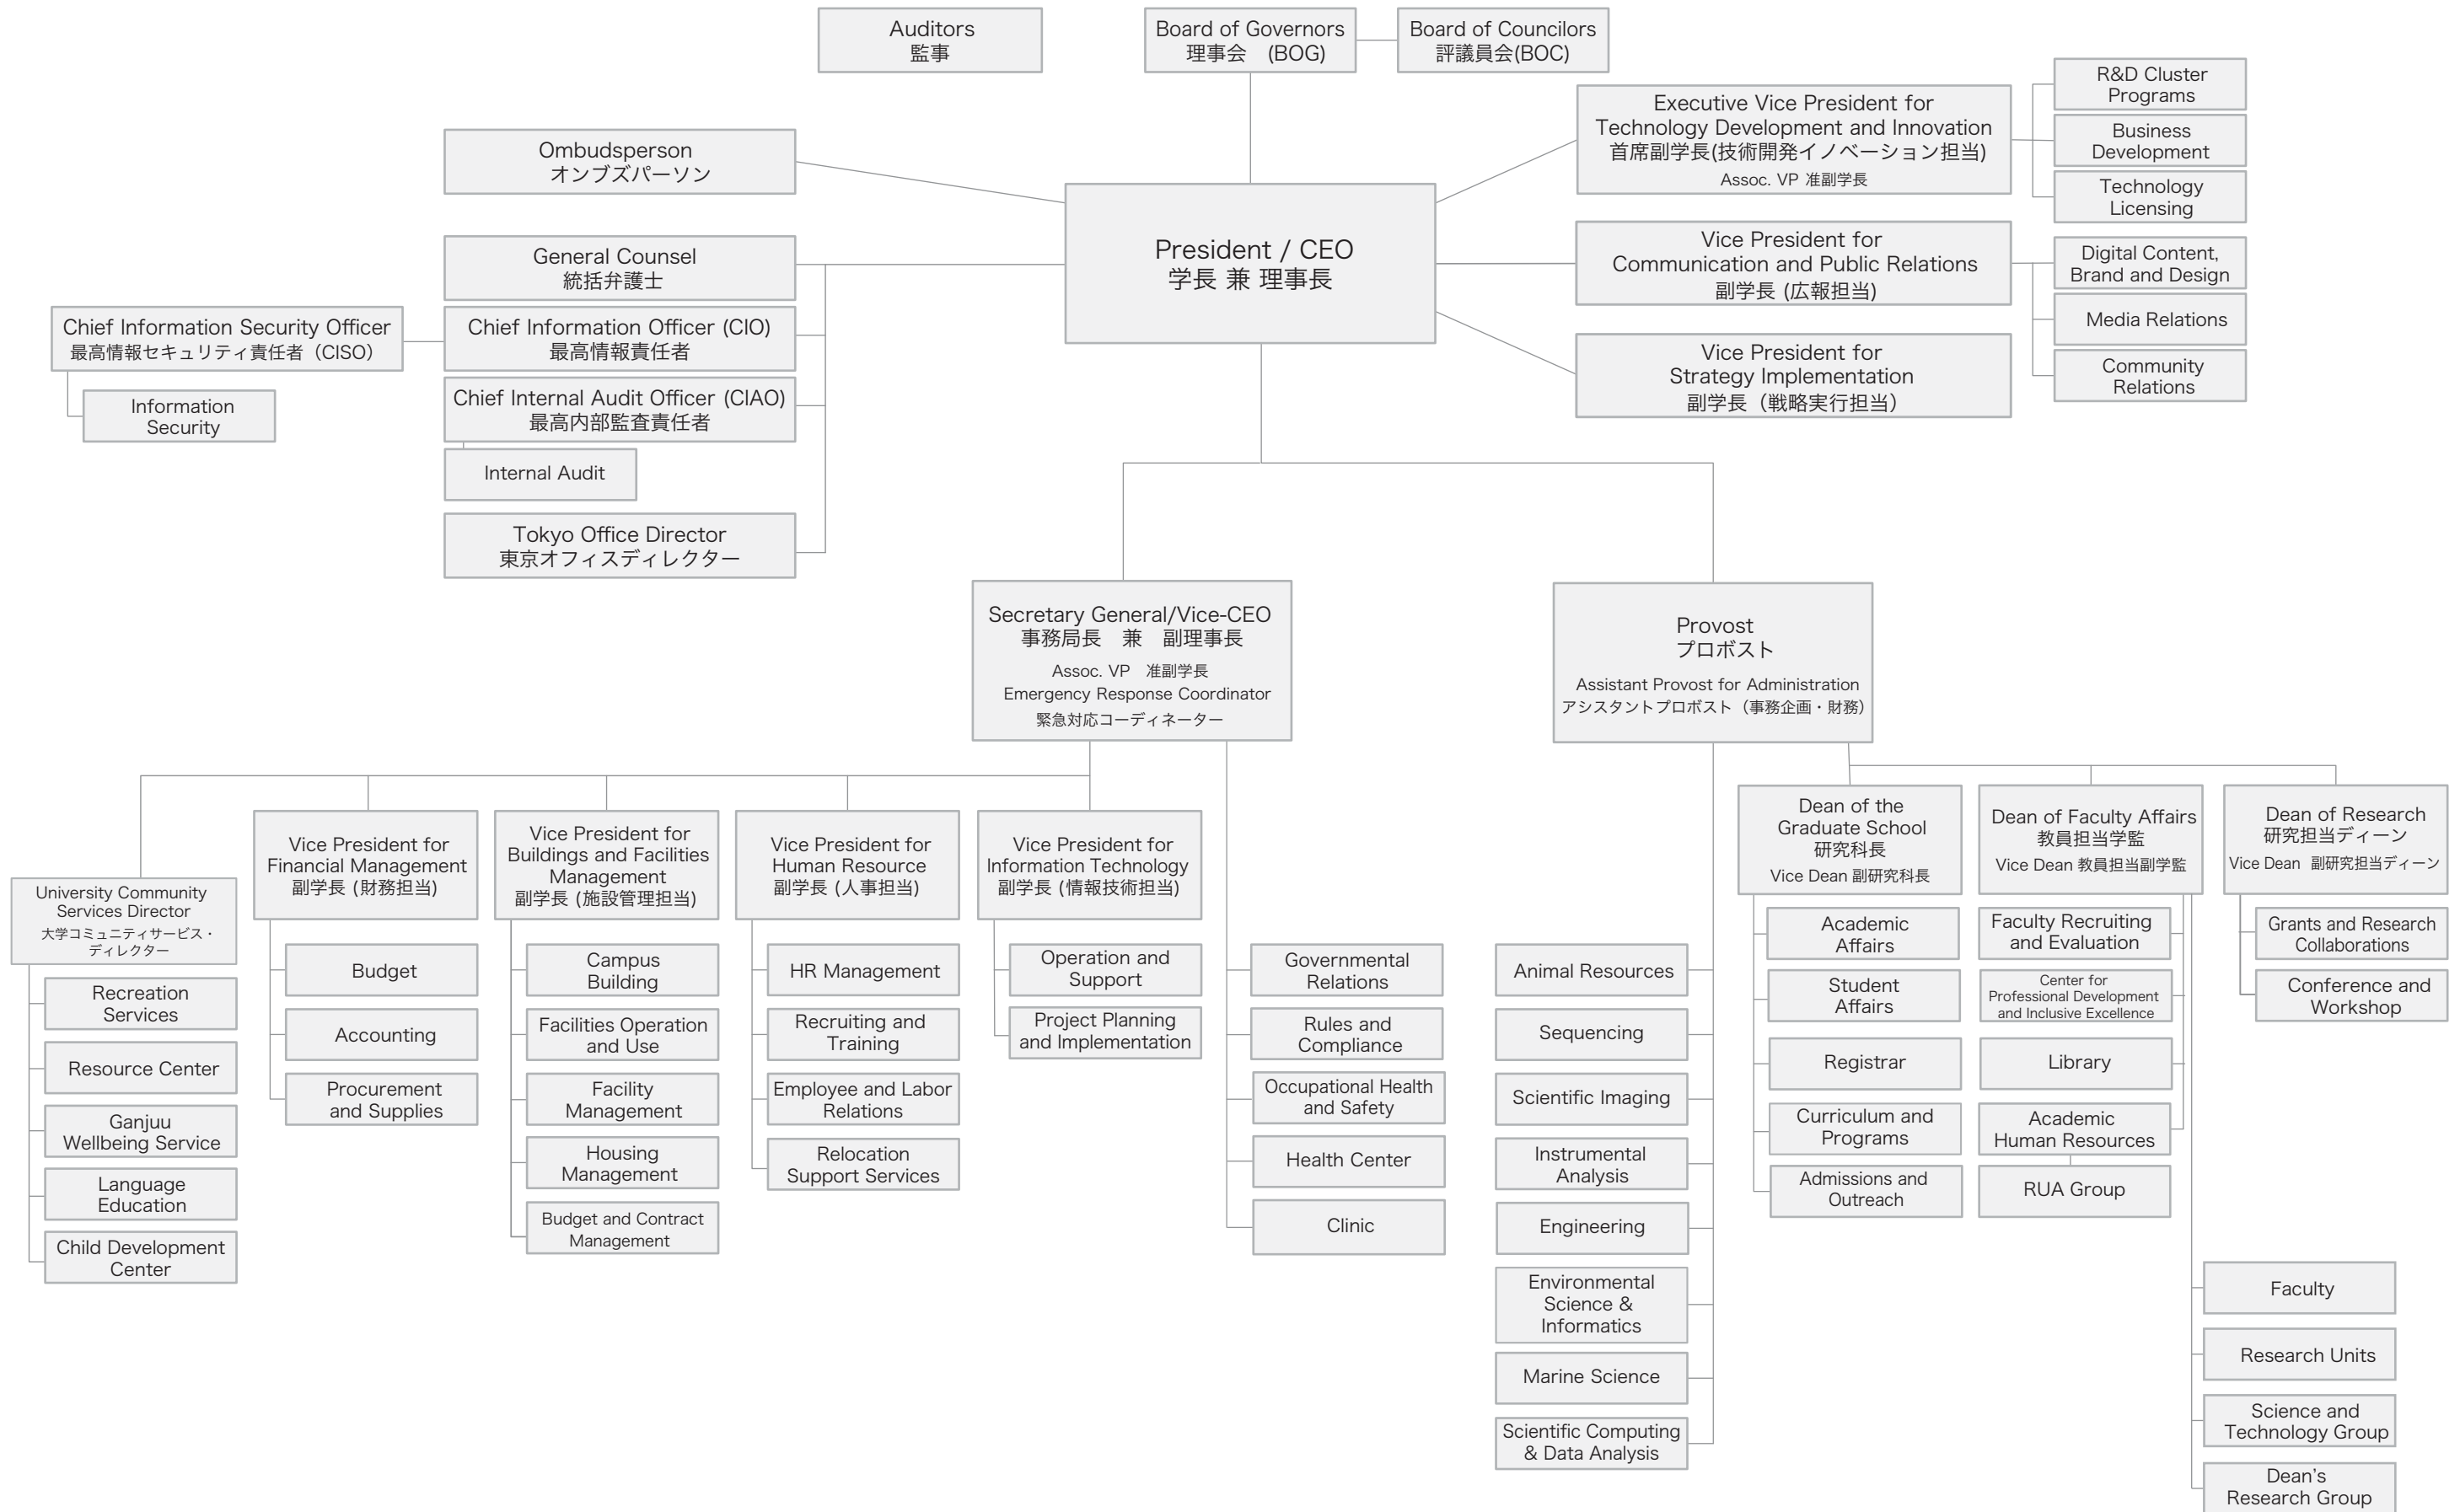 Auditors
監事
Board of Governors
理事会　(BOG)
Board of Councilors
評議員会(BOC)
Ombudsperson
オンブズパーソン
General Counsel
統括弁護士
Chief Information Security Officer
最高情報セキュリティ責任者（CISO）
Information
Security
Chief Information Officer (CIO)
最高情報責任者
Chief Internal Audit Officer (CIAO)
最高内部監査責任者
Internal Audit
Tokyo Office Director
東京オフィスディレクター
President / CEO
学長 兼 理事長
Executive Vice President for
Technology Development and Innovation
首席副学長(技術開発イノベーション担当)
Assoc. VP 准副学長
R&D Cluster
Programs
Business
Development
Technology
Licensing
Vice President for
Communication and Public Relations
副学長 (広報担当)
Digital Content,
Brand and Design
Media Relations
Community
Relations
Vice President for
Strategy Implementation
副学長（戦略実行担当）
Secretary General/Vice-CEO
事務局長　兼　副理事長
Assoc. VP　准副学長
Emergency Response Coordinator
緊急対応コーディネーター
Provost
プロボスト
Assistant Provost for Administration
アシスタントプロボスト（事務企画・財務）
University Community
Services Director
大学コミュニティサービス・
ディレクター
Recreation
Services
Resource Center
Ganjuu
Wellbeing Service
Language
Education
Child Development
Center
Vice President for
Financial Management
副学長 (財務担当)
Budget
Accounting
Procurement
and Supplies
Vice President for
Buildings and Facilities
Management
副学長 (施設管理担当)
Campus
Building
Facilities Operation
and Use
Facility
Management
Housing
Management
Budget and Contract
Management
Vice President for
Human Resource
副学長 (人事担当)
HR Management
Recruiting and
Training
Employee and Labor
Relations
Relocation
Support Services
Vice President for
Information Technology
副学長 (情報技術担当)
Operation and
Support
Project Planning
and Implementation
Governmental
Relations
Rules and
Compliance
Occupational Health
and Safety
Health Center
Clinic
Animal Resources
Sequencing
Scientific Imaging
Instrumental
Analysis
Engineering
Environmental
Science &
Informatics
Marine Science
Scientific Computing
& Data Analysis
Dean of the
Graduate School
研究科長
Vice Dean 副研究科長
Academic
Affairs
Student
Affairs
Registrar
Curriculum and
Programs
Admissions and
Outreach
Dean of Faculty Affairs
教員担当学監
Vice Dean 教員担当副学監
Faculty Recruiting
and Evaluation
Center for
Professional Development
and Inclusive Excellence
Library
Academic
Human Resources
RUA Group
Dean of Research
研究担当ディーン
Vice Dean 副研究担当ディーン
Grants and Research
Collaborations
Conference and
Workshop
Faculty
Research Units
Science and
Technology Group
Dean's
Research Group